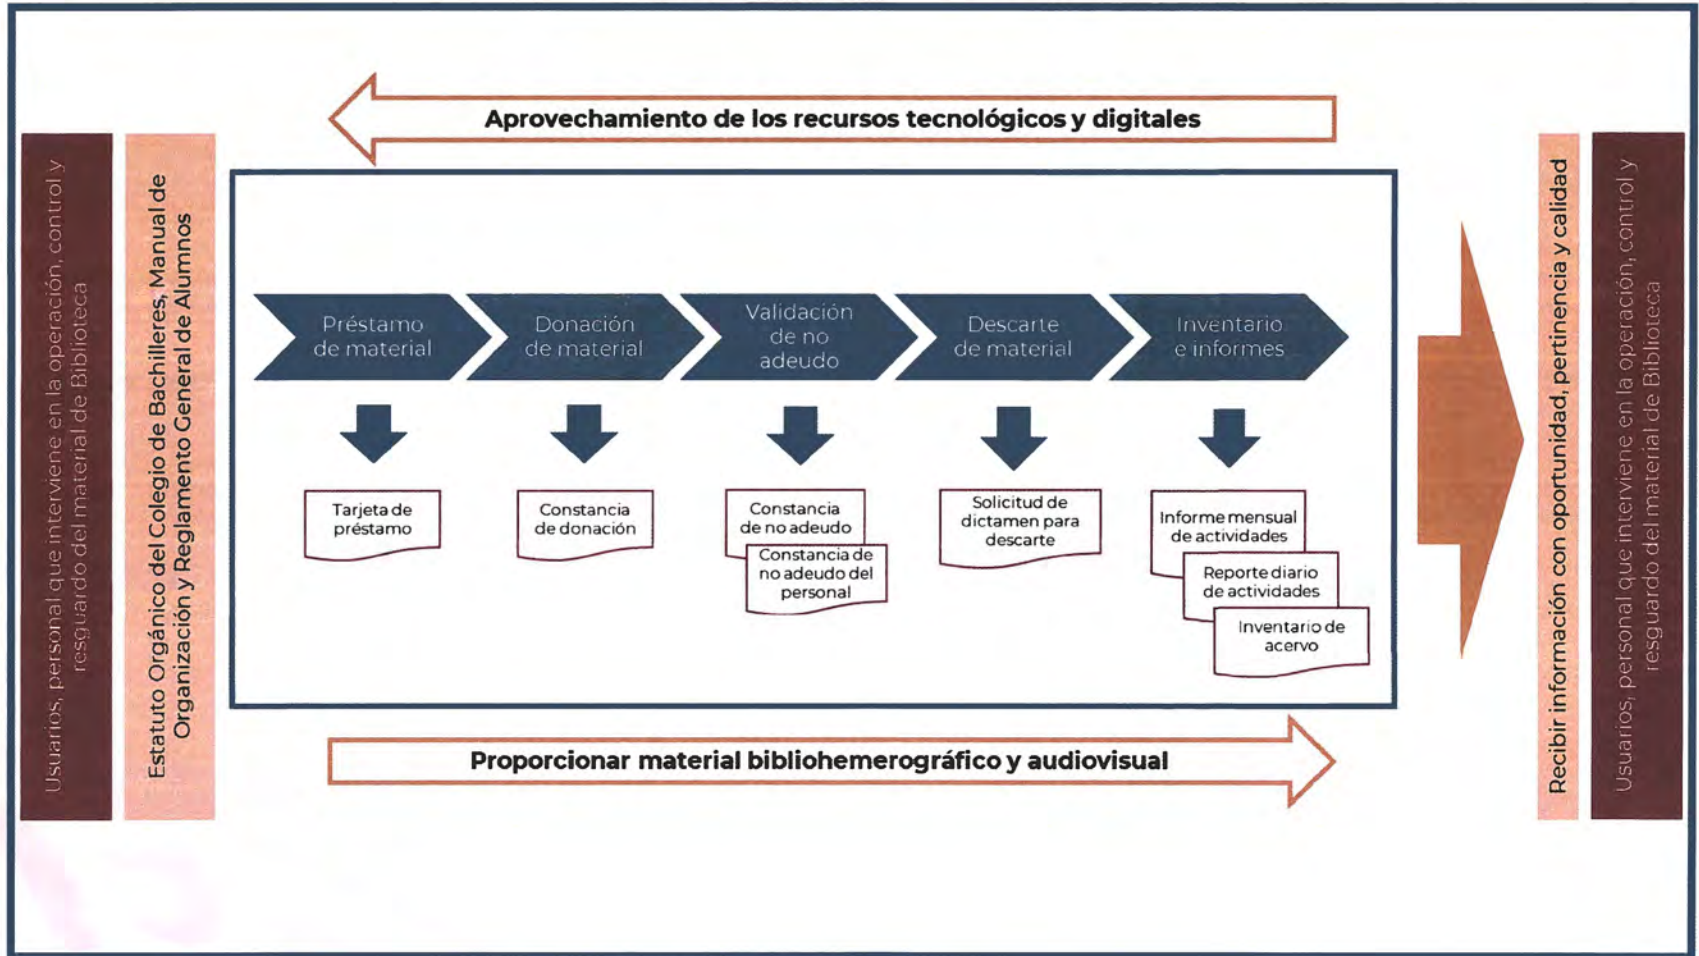 Aprovechamiento de los recursos tecnológicos y digitales
Usuarios, personal que interviene en la operación, control y
resguardo del material de Biblioteca
Estatuto Orgánico del Colegio de Bachilleres, Manual de
Organización y Reglamento General de Alumnos
Préstamo
de material
Donación
de material
Validación
de no
adeudo
Descarte
de material
Inventario
e informes
Tarjeta de
préstamo
Constancia
de donación
Constancia
de no adeudo
Constancia de
no adeudo del
personal
Solicitud de
dictamen para
descarte
Informe mensual
de actividades
Reporte diario
de actividades
Inventario de
acervo
Proporcionar material bibliohemerográfico y audiovisual
Recibir información con oportunidad, pertinencia y calidad
Usuarios, personal que interviene en la operación, control y
resguardo del material de Biblioteca